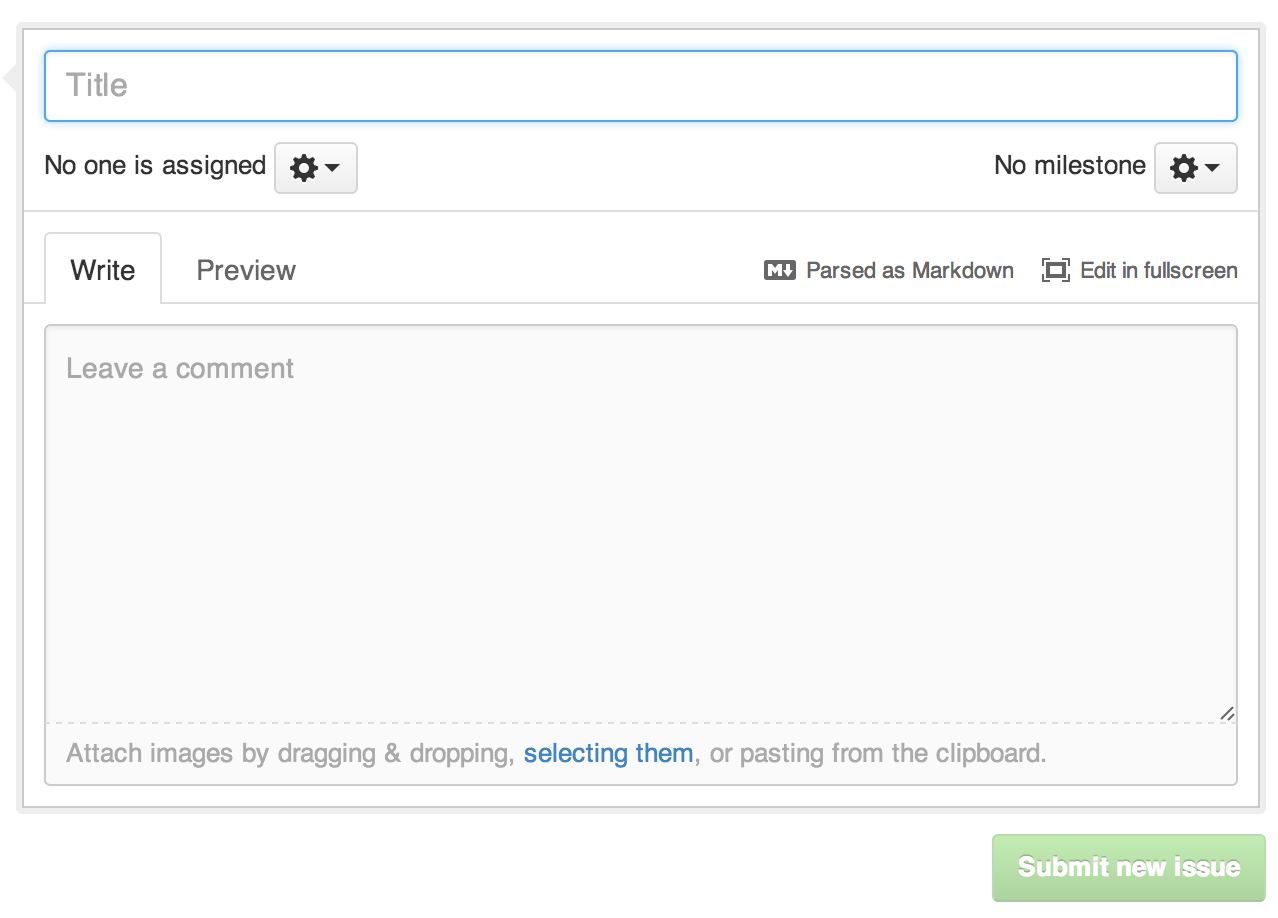 Title
No one is assigned
No milestone
Write
Preview
M Parsed as Markdown
Edit in fullscreen
Leave a comment
Attach images by dragging & dropping, selecting them, or pasting from the clipboard.
Submit new issue